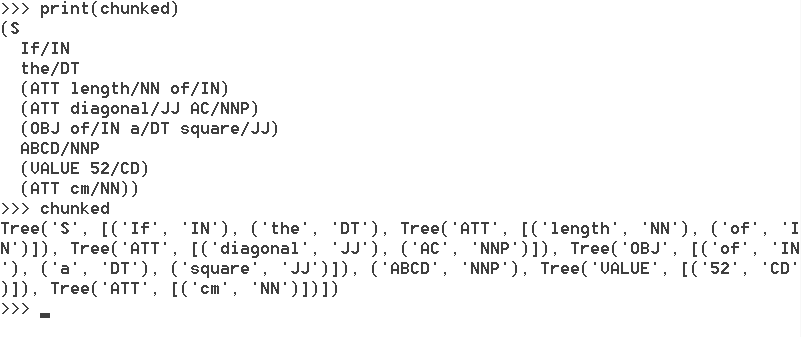 >>> print(chunked)
(S
  If/IN
  the/DT
  (ATT length/NN of/IN)
  (ATT diagonal/JJ AC/NNP)
  (OBJ of/IN a/DT square/JJ)
  ABCD/NNP
  (VALUE 52/CD)
  (ATT cm/NN))
>>> chunked
Tree('S', [('If', 'IN'), ('the', 'DT'), Tree('ATT', [('length', 'NN'), ('of', 'I
N')]), Tree('ATT', [('diagonal', 'JJ'), ('AC', 'NNP')]), Tree('OBJ', [('of', 'IN
'), ('a', 'DT'), ('square', 'JJ')]), ('ABCD', 'NNP'), Tree('VALUE', [('52', 'CD'
)]), Tree('ATT', [('cm', 'NN')])])
>>> _